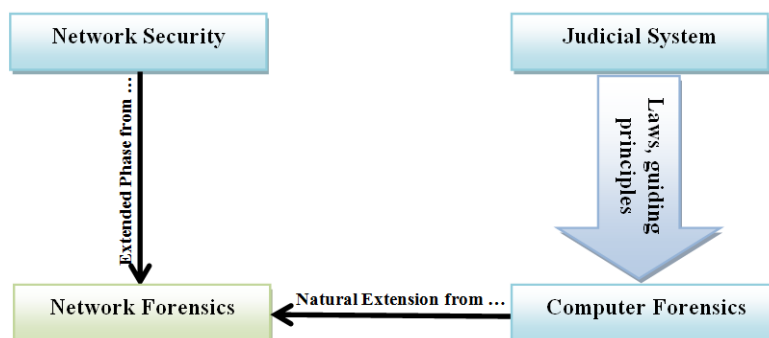 Network Security
Judicial System
Extended Phase from ...
Laws, guiding
principles
Network Forensics
Natural Extension from ...
Computer Forensics